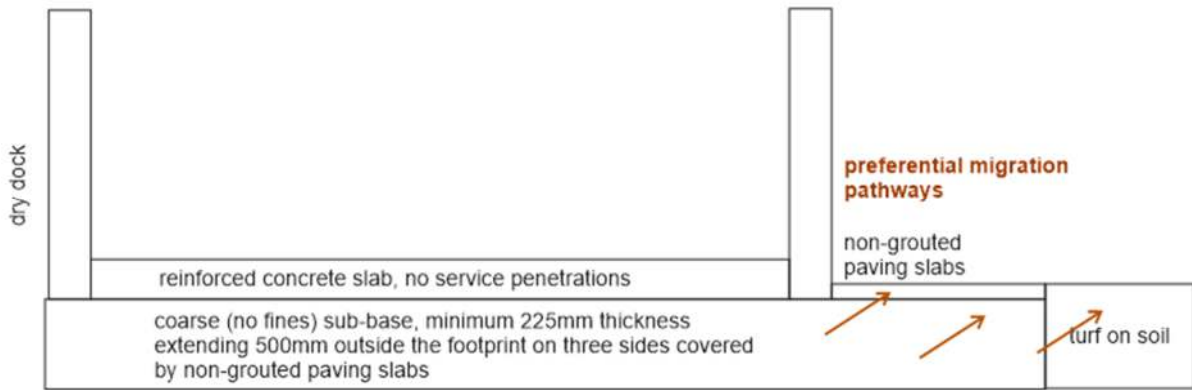 dry dock
preferential migration
pathways
non-grouted
paving slabs
reinforced concrete slab, no service penetrations
coarse (no fines) sub-base, minimum 225mm thickness
extending 500mm outside the footprint on three sides covered
by non-grouted paving slabs
turf on soil